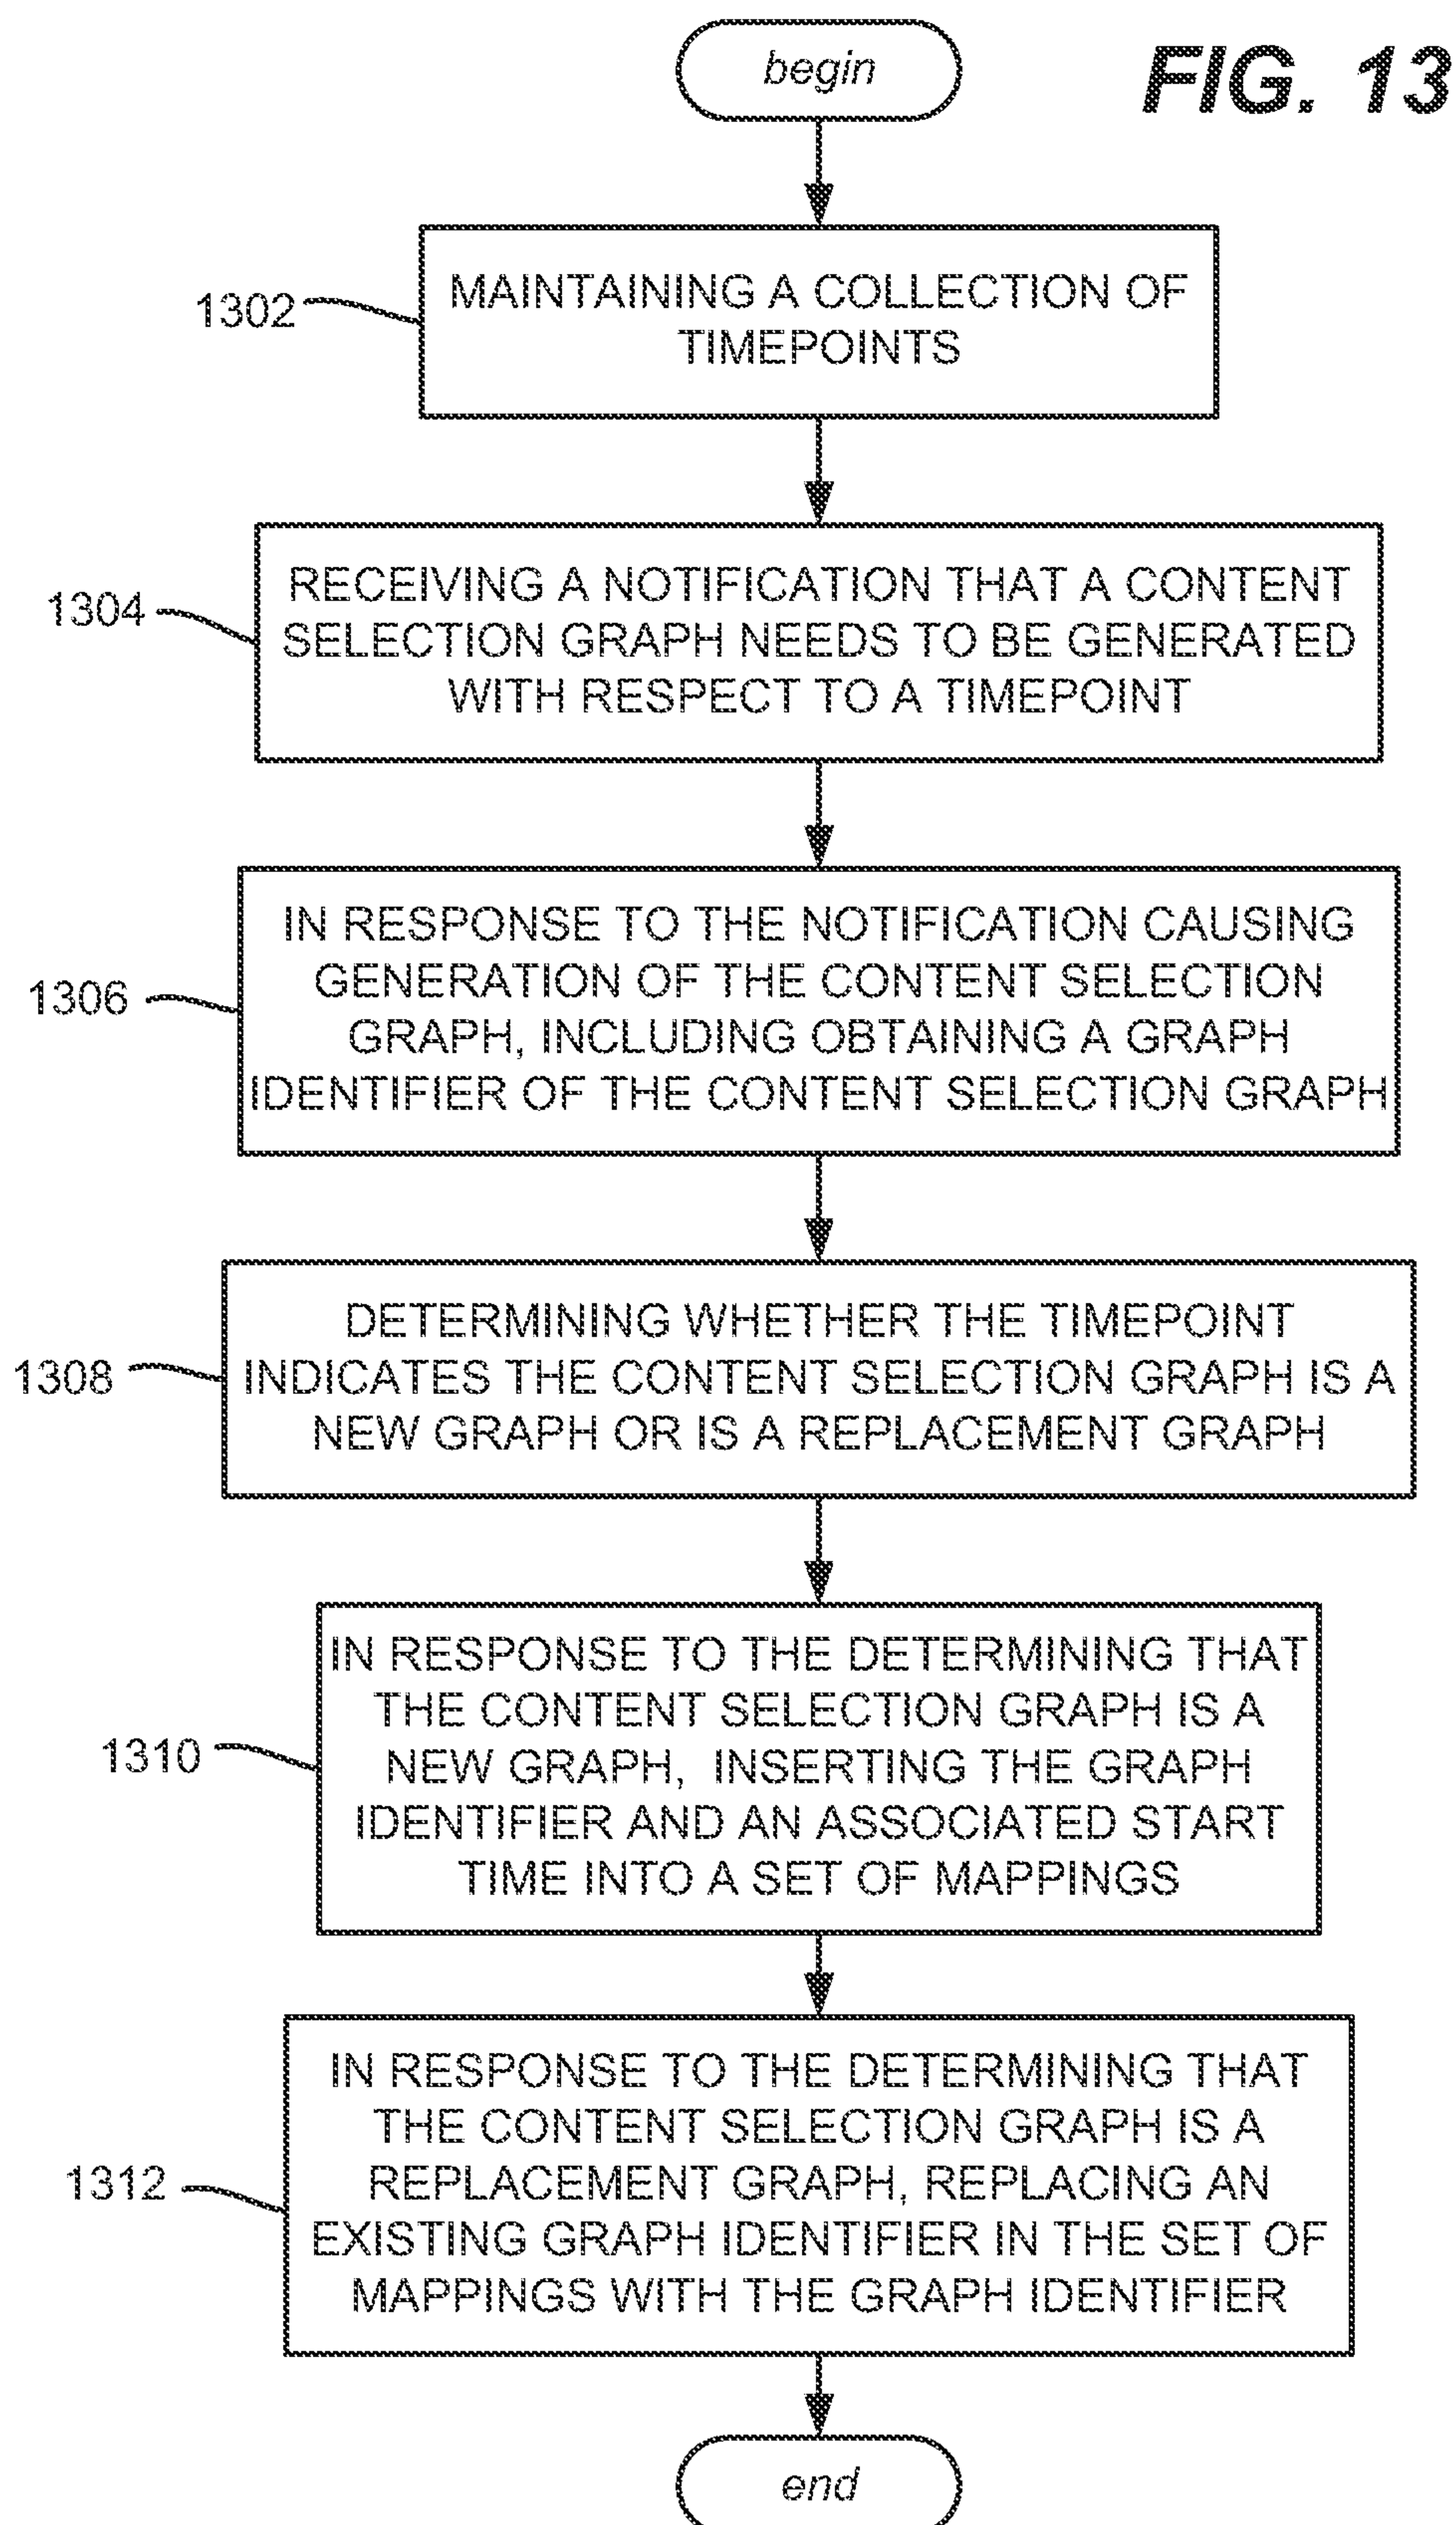 begin
FIG. 13
1302
MAINTAINING A COLLECTION OF
TIMEPOINTS
1304
RECEIVING A NOTIFICATION THAT A CONTENT
SELECTION GRAPH NEEDS TO BE GENERATED
WITH RESPECT TO A TIMEPOINT
1306
IN RESPONSE TO THE NOTIFICATION CAUSING
GENERATION OF THE CONTENT SELECTION
GRAPH, INCLUDING OBTAINING A GRAPH
IDENTIFIER OF THE CONTENT SELECTION GRAPH
1308
DETERMINING WHETHER THE TIMEPOINT
INDICATES THE CONTENT SELECTION GRAPH IS A
NEW GRAPH OR IS A REPLACEMENT GRAPH
1310
IN RESPONSE TO THE DETERMINING THAT
THE CONTENT SELECTION GRAPH IS A
NEW GRAPH, INSERTING THE GRAPH
IDENTIFIER AND AN ASSOCIATED START
TIME INTO A SET OF MAPPINGS
1312
IN RESPONSE TO THE DETERMINING THAT
THE CONTENT SELECTION GRAPH IS A
REPLACEMENT GRAPH, REPLACING AN
EXISTING GRAPH IDENTIFIER IN THE SET OF
MAPPINGS WITH THE GRAPH IDENTIFIER
end